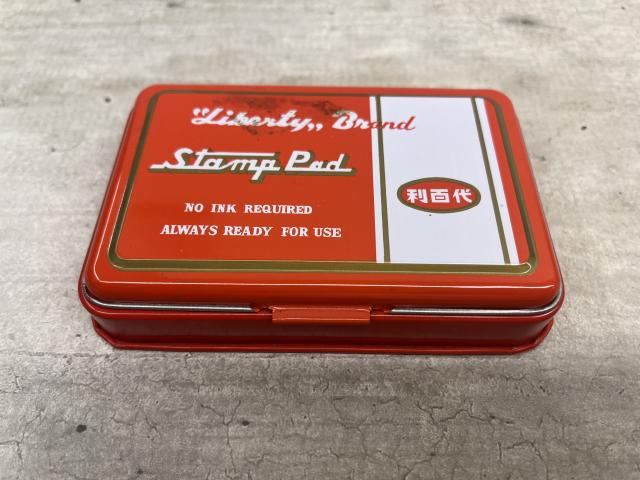 "Liberty" Brand
Stamp Pad
NO INK REQUIRED
ALWAYS READY FOR USE
利百代